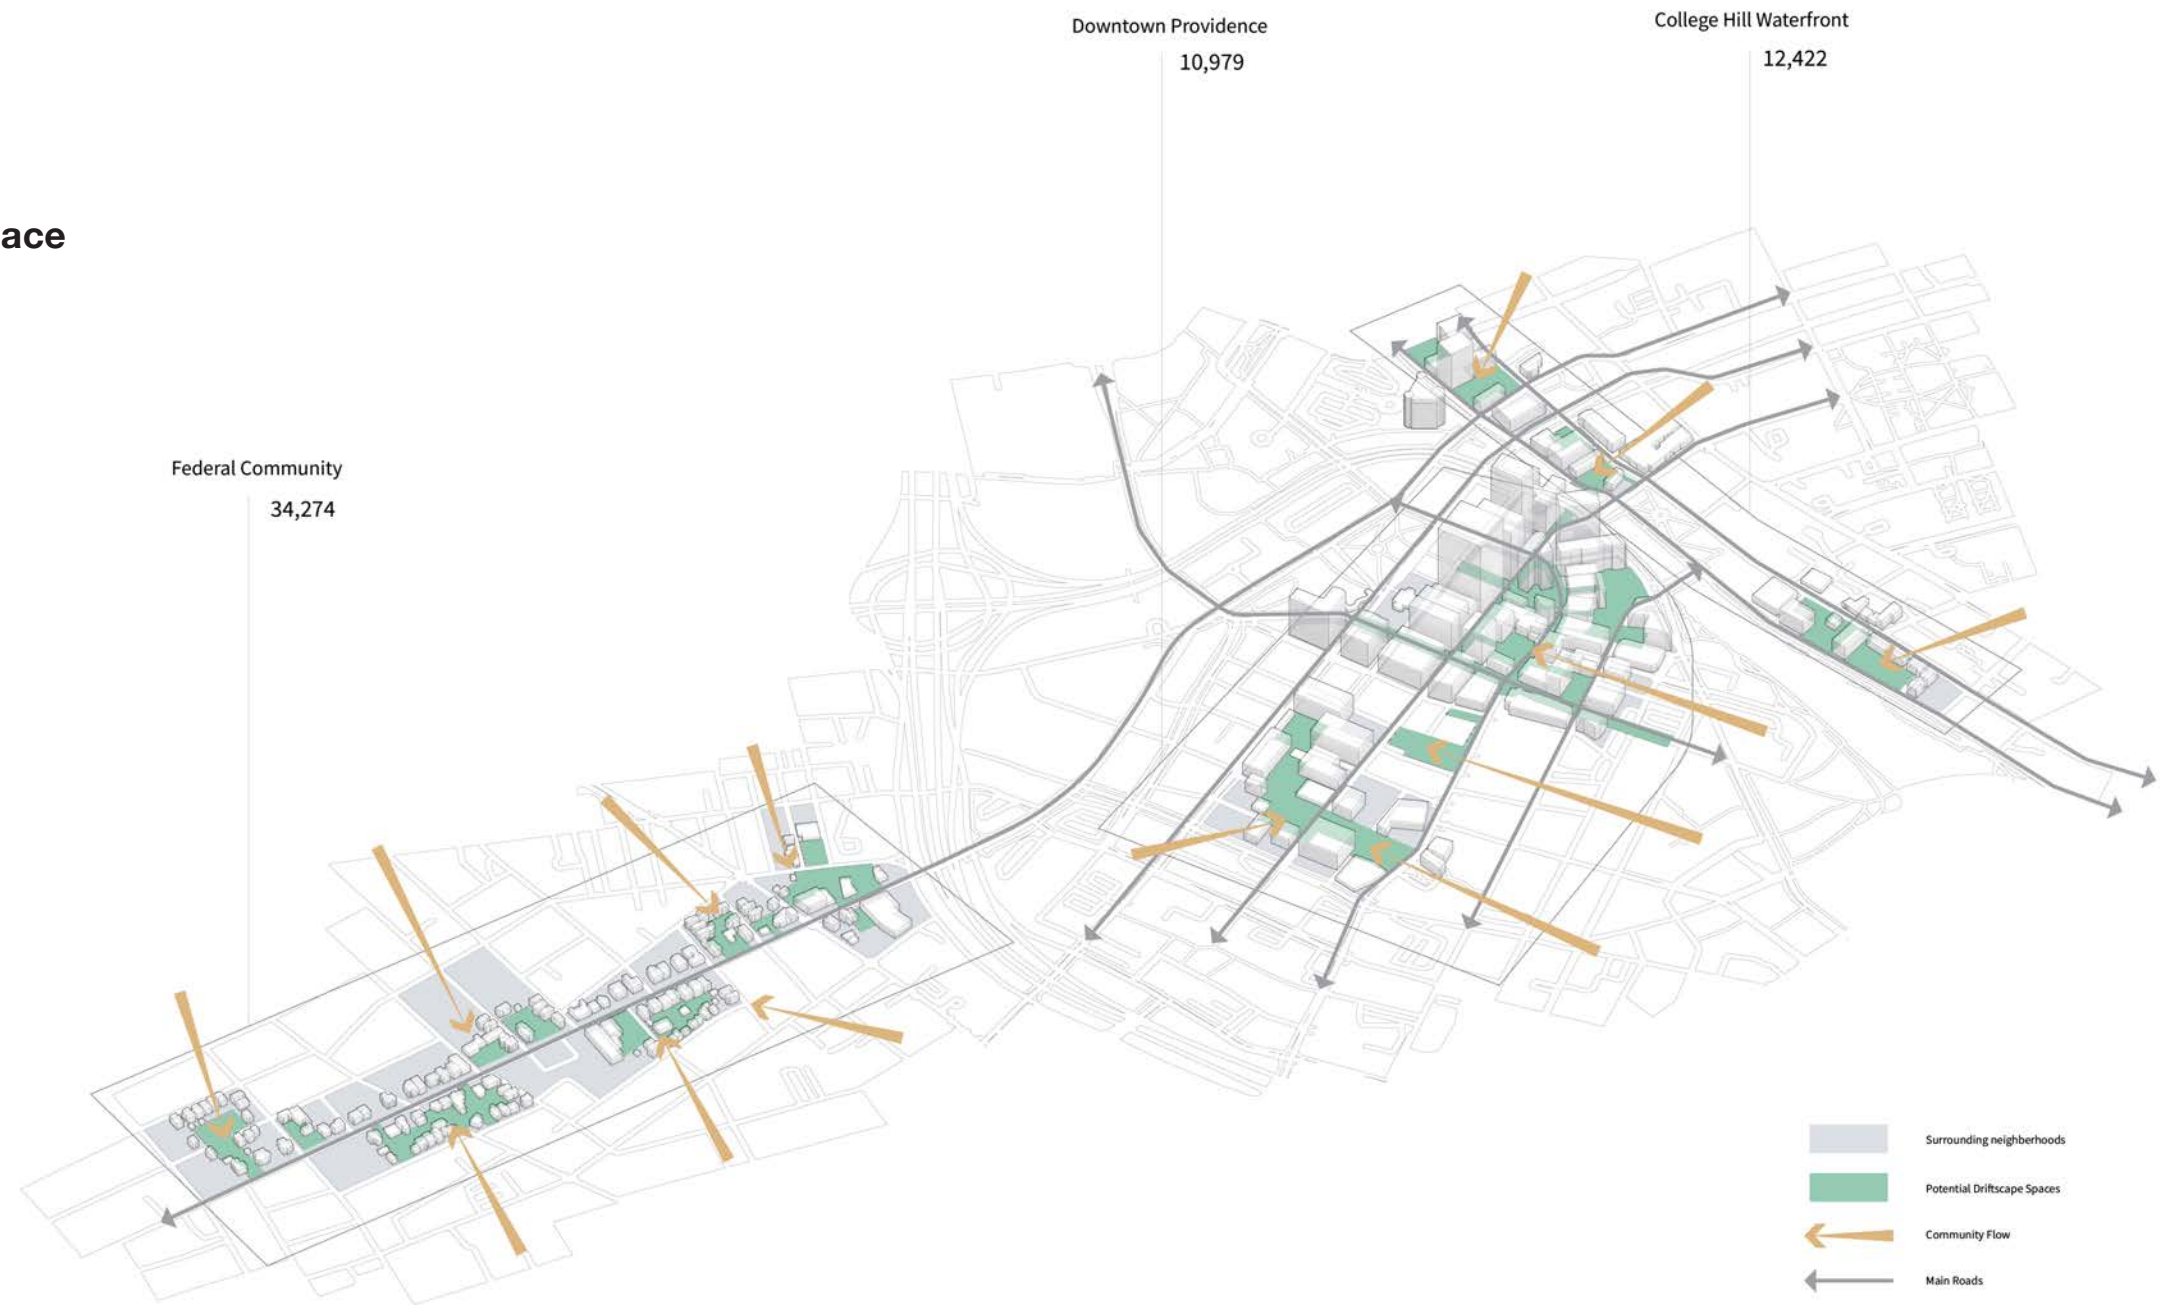 Downtown Providence
10,979
College Hill Waterfront
12,422
ace
Federal Community
34,274
Surrounding neighberhoods
Potential Driftscape Spaces
Community Flow
Main Roads